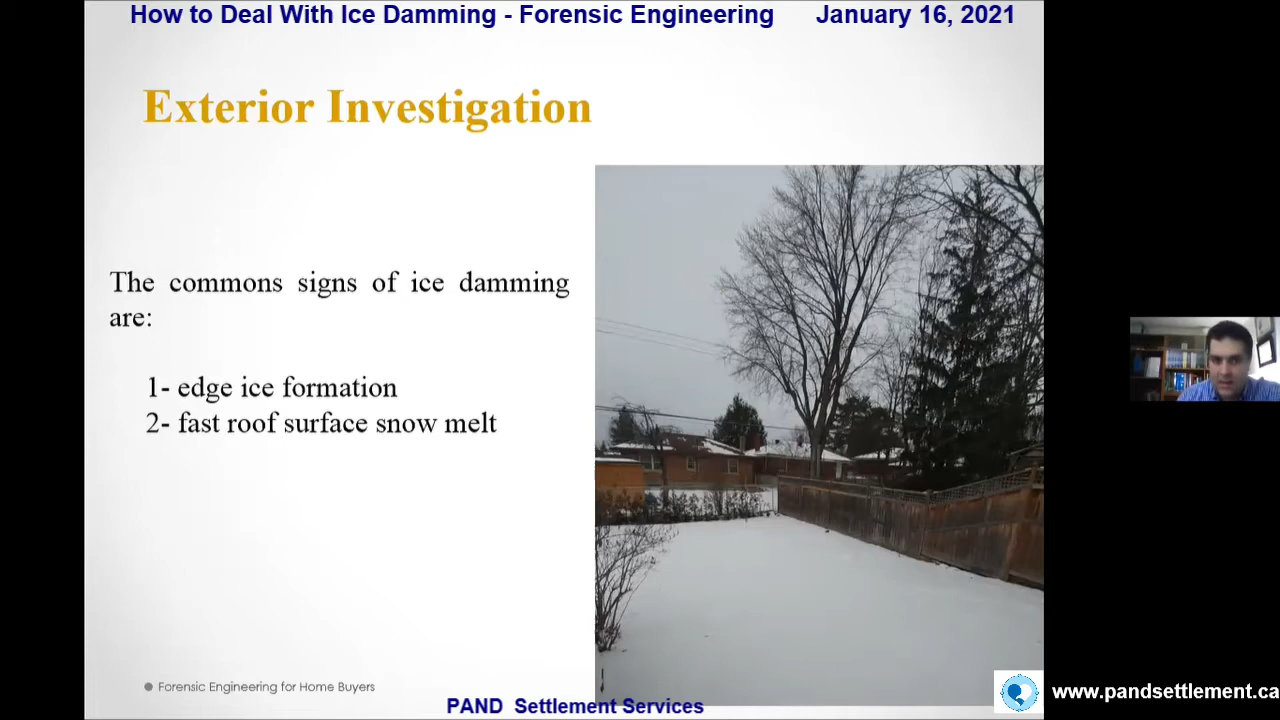 How to Deal With Ice Damming - Forensic Engineering January 16, 2021
Exterior Investigation
The commons signs of ice damming
are:
1- edge ice formation
2- fast roof surface snow melt
Forensic Engineering for Home Buyers
PAND Settlement Services
www.pandsettlement.ca